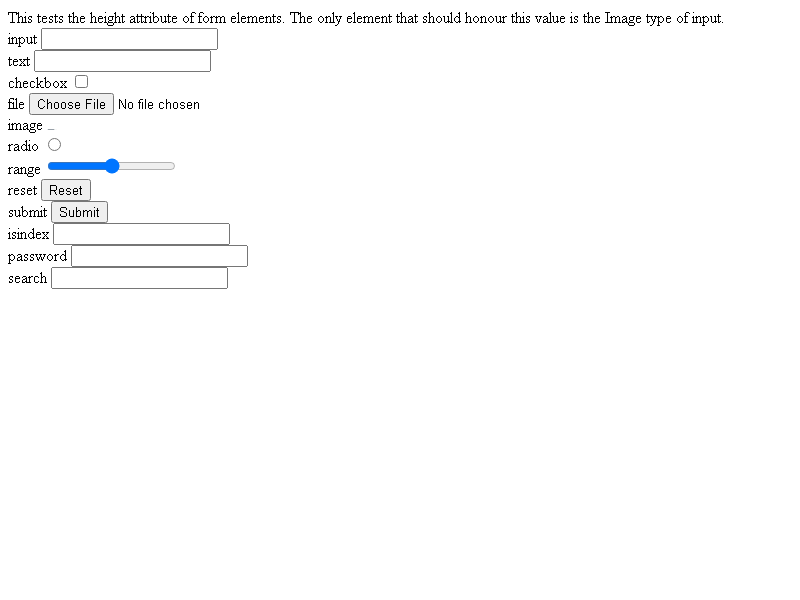 This tests the height attribute of form elements. The only element that should honour this value is the Image type of input.
input
text
checkbox
file Choose File No file chosen
image
radio
range
reset Reset
submit Submit
isindex
password
search